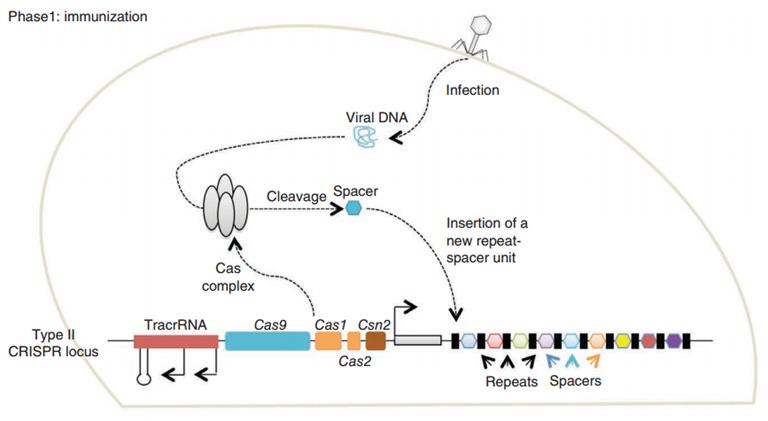 Phase1: immunization
Infection
Viral DNA
Cleavage
Spacer
Insertion of a
new repeat-
spacer unit
Cas
complex
Type II
CRISPR locus
TracrRNA
Cas9
Cas1
Csn2
Cas2
Repeats
Spacers